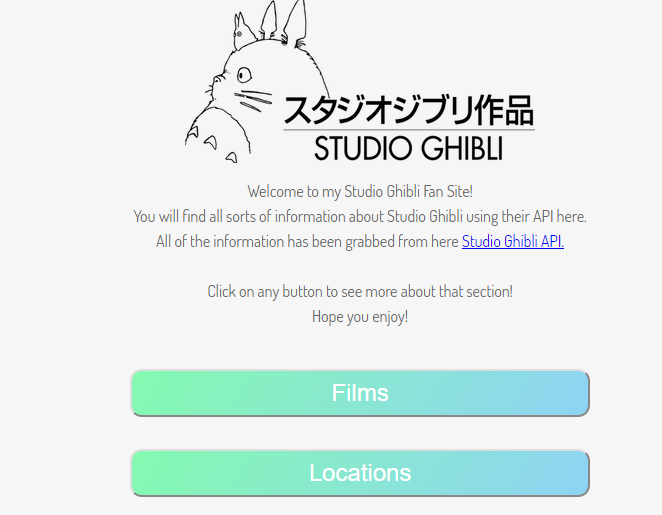 スタジオジブリ作品
STUDIO GHIBLI
Welcome to my Studio Ghibli Fan Site!
You will find all sorts of information about Studio Ghibli using their API here.
All of the information has been grabbed from here Studio Ghibli API.
Click on any button to see more about that section!
Hope you enjoy!
Films
Locations